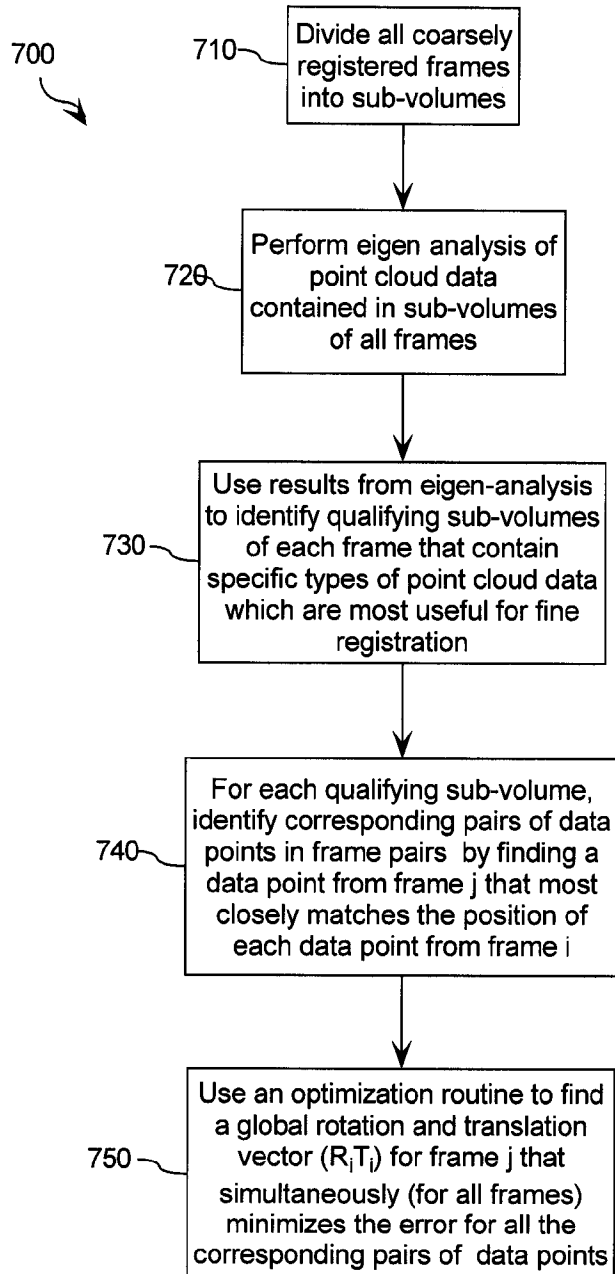 700
710
Divide all coarsely
registered frames
into sub-volumes
720
Perform eigen analysis of
point cloud data
contained in sub-volumes
of all frames
730
Use results from eigen-analysis
to identify qualifying sub-volumes
of each frame that contain
specific types of point cloud data
which are most useful for fine
registration
740
For each qualifying sub-volume,
identify corresponding pairs of data
points in frame pairs by finding a
data point from frame j that most
closely matches the position of
each data point from frame i
750
Use an optimization routine to find
a global rotation and translation
vector (RjTj) for frame j that
simultaneously (for all frames)
minimizes the error for all the
corresponding pairs of data points